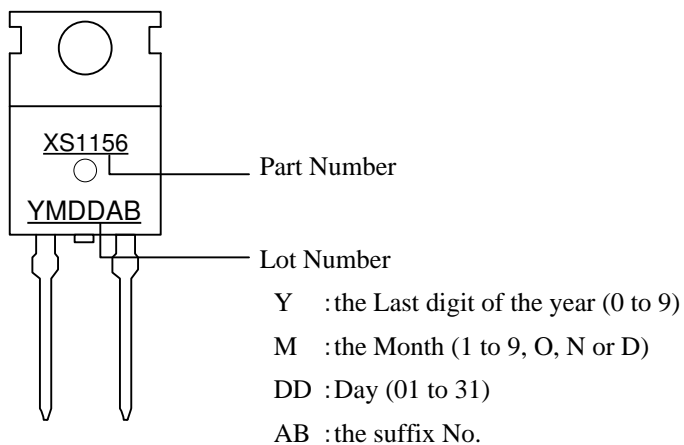 XS1156
Part Number
YMDDAB
Lot Number
Y : the Last digit of the year (0 to 9)
M : the Month (1 to 9, O, N or D)
DD : Day (01 to 31)
AB : the suffix No.